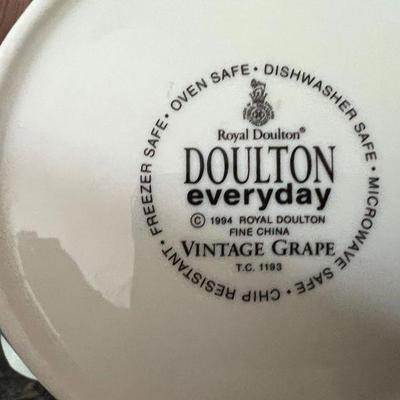 FREEZER SAFE • OVEN SAFE • DISHWASHER SAFE • MICROWAVE SAFE • CHIP RESISTANT •
Royal Doulton®
DOULTON
everyday
© 1994 ROYAL DOULTON
FINE CHINA
VINTAGE GRAPE
T.C. 1193